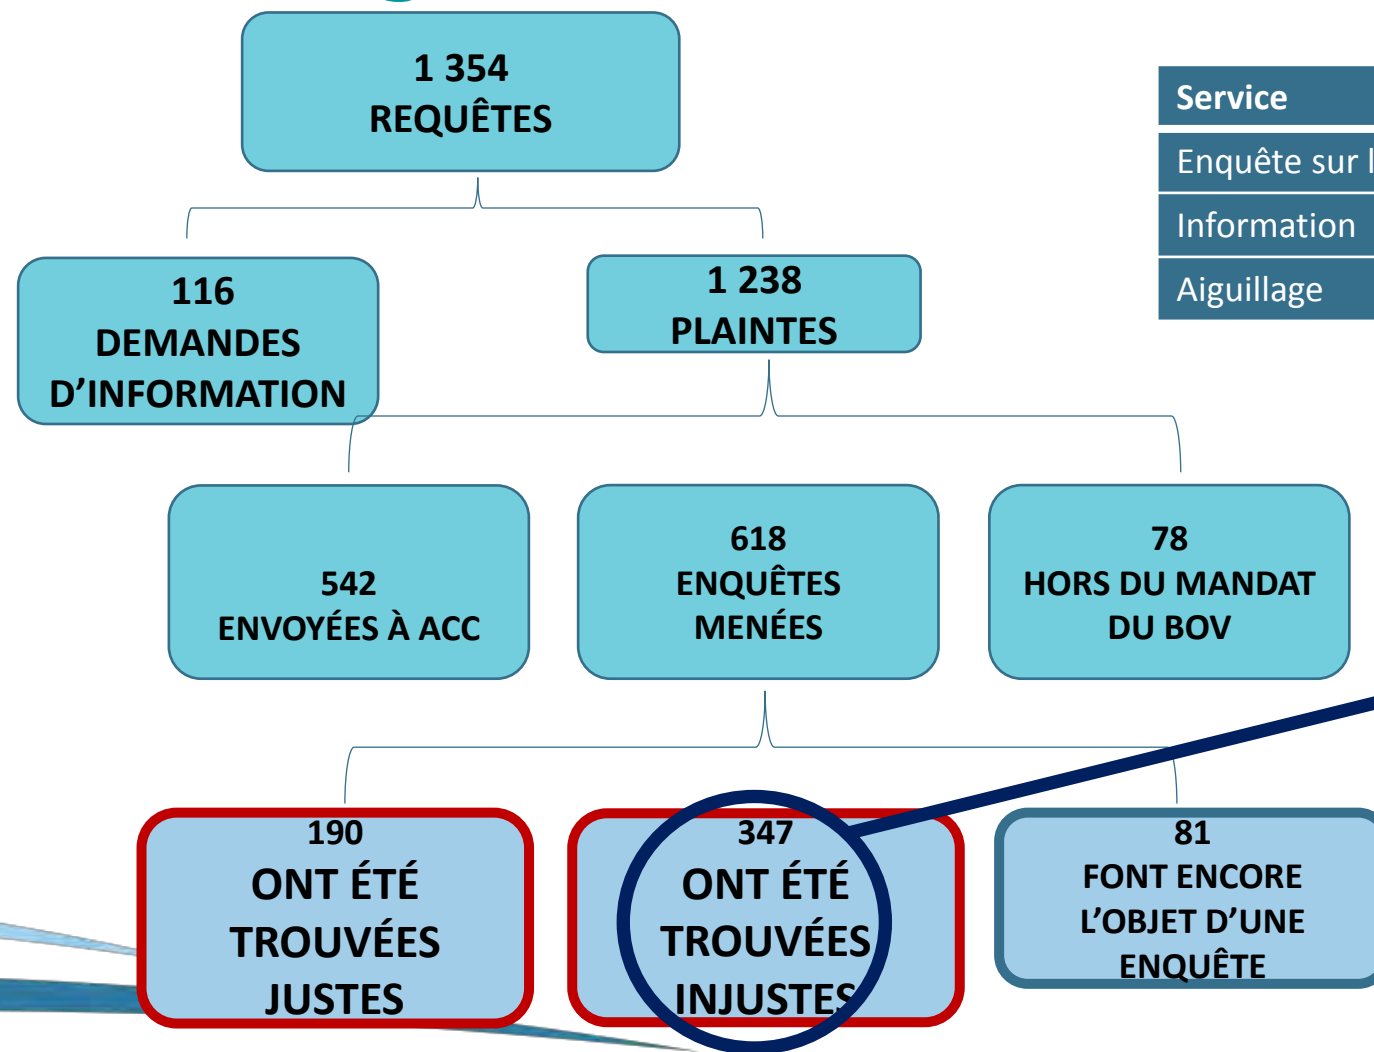 1 354
REQUÊTES
Service
Enquête sur l
Information
Aiguillage
116
DEMANDES
D’INFORMATION
1 238
PLAINTES
542
ENVOYÉES À ACC
618
ENQUÊTES
MENÉES
78
HORS DU MANDAT
DU BOV
190
ONT ÉTÉ
TROUVÉES
JUSTES
347
ONT ÉTÉ
TROUVÉES
INJUSTES
81
FONT ENCORE
L’OBJET D’UNE
ENQUÊTE